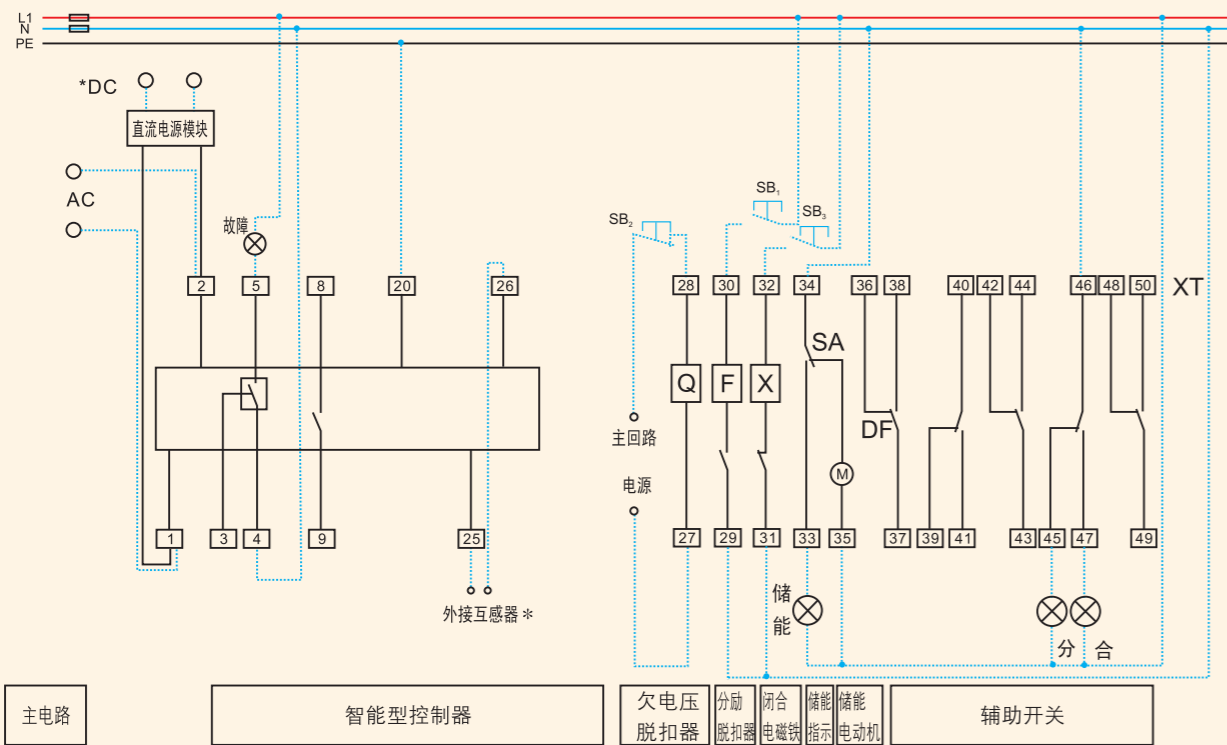 L1
N
PE
*DC
直流电源模块
AC
故障
SB₁
SB₂
SB₃
2
5
8
20
26
28
30
32
34
36
38
40
42
44
46
48
50
XT
SA
Q
F
X
DF
主回路
M
电源
1
3
4
9
25
27
29
31
33
35
37
39
41
43
45
47
49
外接互感器*
储
能
分
合
主电路
智能型控制器
欠电压
脱扣器
分励
脱扣器
闭合
电磁铁
储能
指示
储能
电动机
辅助开关